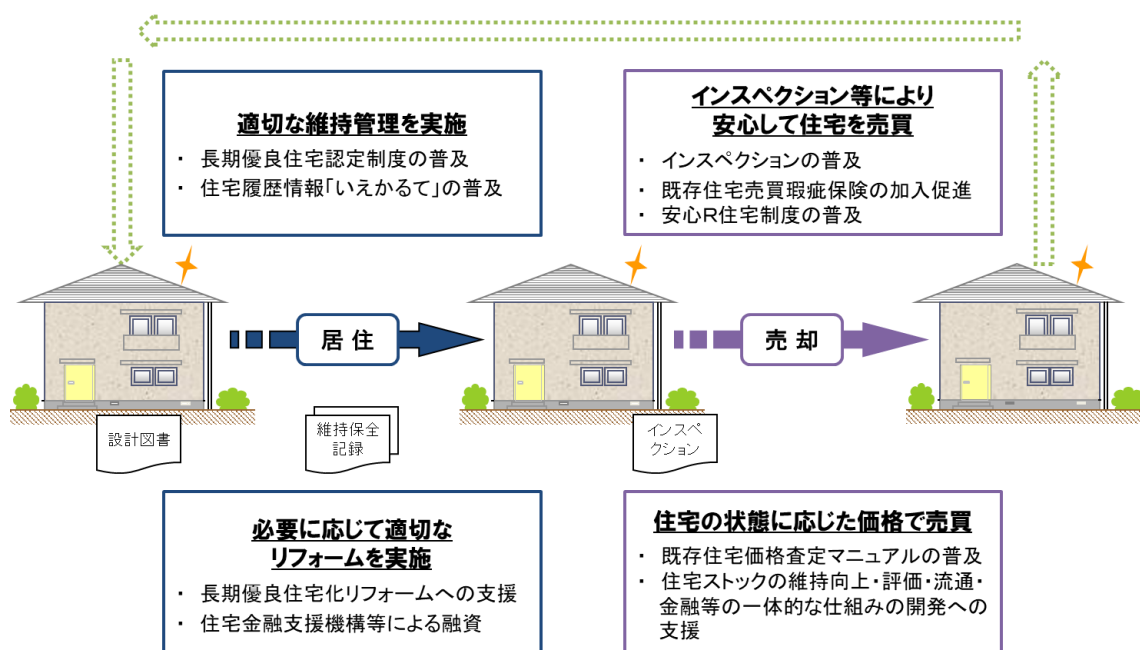 適切な維持管理を実施
・ 長期優良住宅認定制度の普及
・ 住宅履歴情報「いえかるて」の普及
インスペクション等により
安心して住宅を売買
・ インスペクションの普及
・ 既存住宅売買瑕疵保険の加入促進
・ 安心R住宅制度の普及
居 住
売 却
設計図書
維持保全
記録
インスペ
クション
必要に応じて適切な
リフォームを実施
・ 長期優良住宅化リフォームへの支援
・ 住宅金融支援機構等による融資
住宅の状態に応じた価格で売買
・ 既存住宅価格査定マニュアルの普及
・ 住宅ストックの維持向上・評価・流通・
金融等の一体的な仕組みの開発への
支援